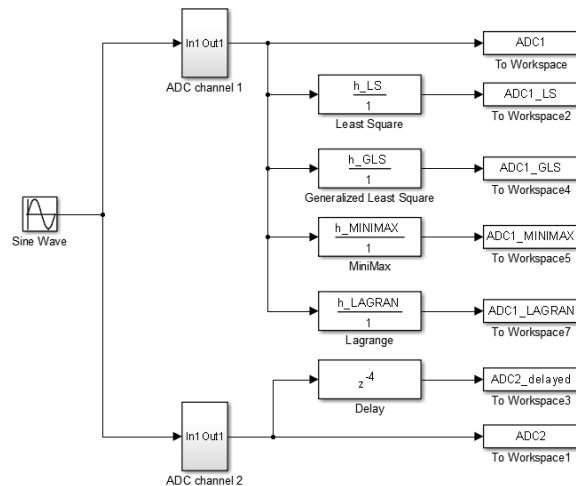 In1 Out1
ADC channel 1
ADC1
To Workspace
h_LS
1
Least Square
ADC1_LS
To Workspace2
h_GLS
1
Generalized Least Square
ADC1_GLS
To Workspace4
Sine Wave
h_MINIMAX
1
MiniMax
ADC1_MINIMAX
To Workspace5
h_LAGRAN
1
Lagrange
ADC1_LAGRAN
To Workspace7
z-4
Delay
ADC2_delayed
To Workspace3
In1 Out1
ADC channel 2
ADC2
To Workspace1